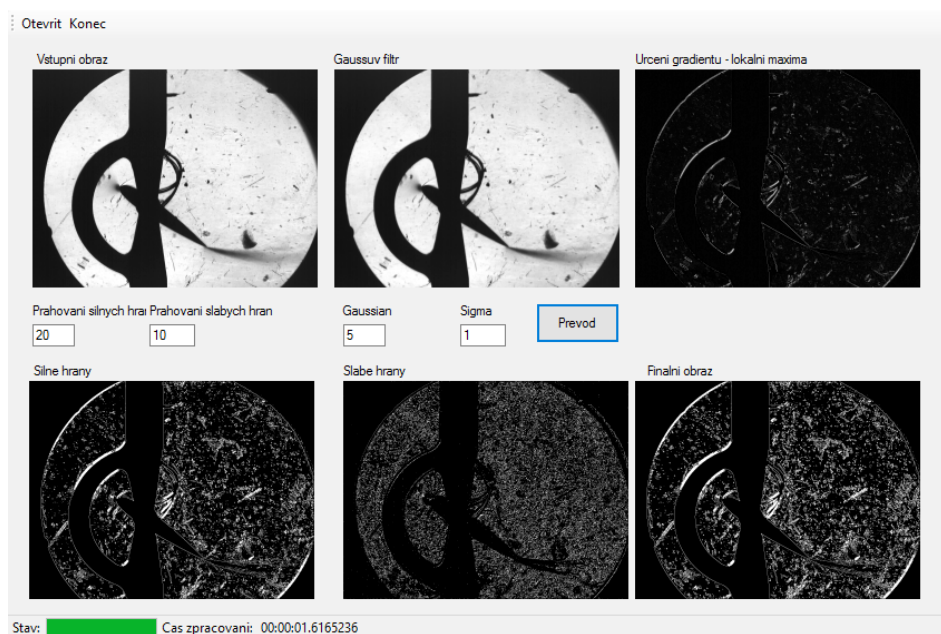 Otevrit Konec
Vstupni obraz
Gaussuv filtr
Urceni gradientu - lokalni maxima
Prahovani silnych hrar Prahovani slabych hran
Gaussian
Sigma
20
10
5
1
Prevod
Silne hrany
Slabe hrany
Finalni obraz
Stav:
Cas zpracovani: 00:00:01.6165236